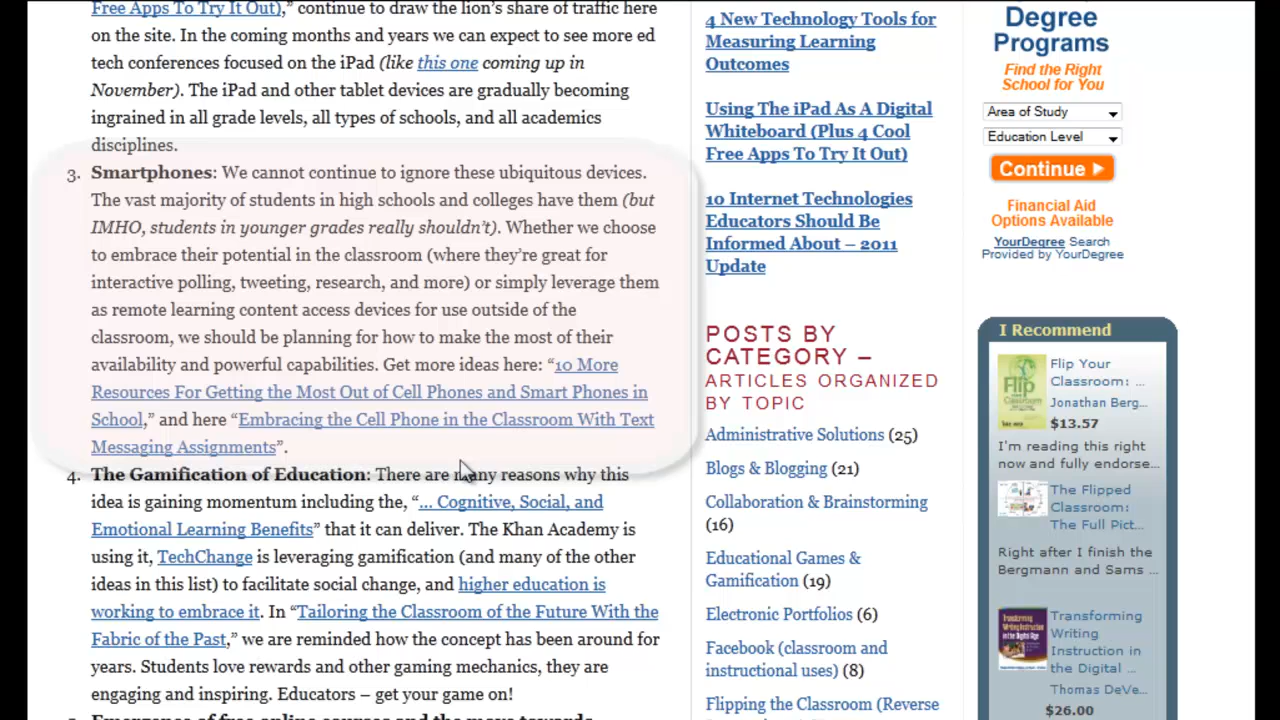 Free Apps To Try It Out),” continue to draw the lion’s share of traffic here
on the site. In the coming months and years we can expect to see more ed
tech conferences focused on the iPad (like this one coming up in
November). The iPad and other tablet devices are gradually becoming
ingrained in all grade levels, all types of schools, and all academics
disciplines.
3. Smartphones: We cannot continue to ignore these ubiquitous devices.
The vast majority of students in high schools and colleges have them (but
IMHO, students in younger grades really shouldn’t). Whether we choose
to embrace their potential in the classroom (where they’re great for
interactive polling, tweeting, research, and more) or simply leverage them
as remote learning content access devices for use outside of the
classroom, we should be planning for how to make the most of their
availability and powerful capabilities. Get more ideas here: “10 More
Resources For Getting the Most Out of Cell Phones and Smart Phones in
School,” and here “Embracing the Cell Phone in the Classroom With Text
Messaging Assignments”.
4. The Gamification of Education: There are many reasons why this
idea is gaining momentum including the, “... Cognitive, Social, and
Emotional Learning Benefits” that it can deliver. The Khan Academy is
using it, TechChange is leveraging gamification (and many of the other
ideas in this list) to facilitate social change, and higher education is
working to embrace it. In “Tailoring the Classroom of the Future With the
Fabric of the Past,” we are reminded how the concept has been around for
years. Students love rewards and other gaming mechanics, they are
engaging and inspiring. Educators – get your game on!
Emergence of free online courses and the move towards
4 New Technology Tools for
Measuring Learning
Outcomes
Using The iPad As A Digital
Whiteboard (Plus 4 Cool
Free Apps To Try It Out)
10 Internet Technologies
Educators Should Be
Informed About – 2011
Update
POSTS BY
CATEGORY –
ARTICLES ORGANIZED
BY TOPIC
Administrative Solutions (25)
Blogs & Blogging (21)
Collaboration & Brainstorming
(16)
Educational Games &
Gamification (19)
Electronic Portfolios (6)
Facebook (classroom and
instructional uses) (8)
Flipping the Classroom (Reverse
Degree
Programs
Find the Right
School for You
Area of Study
Education Level
Continue
Financial Aid
Options Available
YourDegree Search
Provided by YourDegree
I Recommend
Flip Your
Classroom: ...
Jonathan Berg...
$13.57
I'm reading this right
now and fully endorse...
The Flipped
Classroom:
The Full Pict...
Right after I finish the
Bergmann and Sams ...
Transforming
Writing
Instruction in
the Digital ...
Thomas DeVe...
$26.00